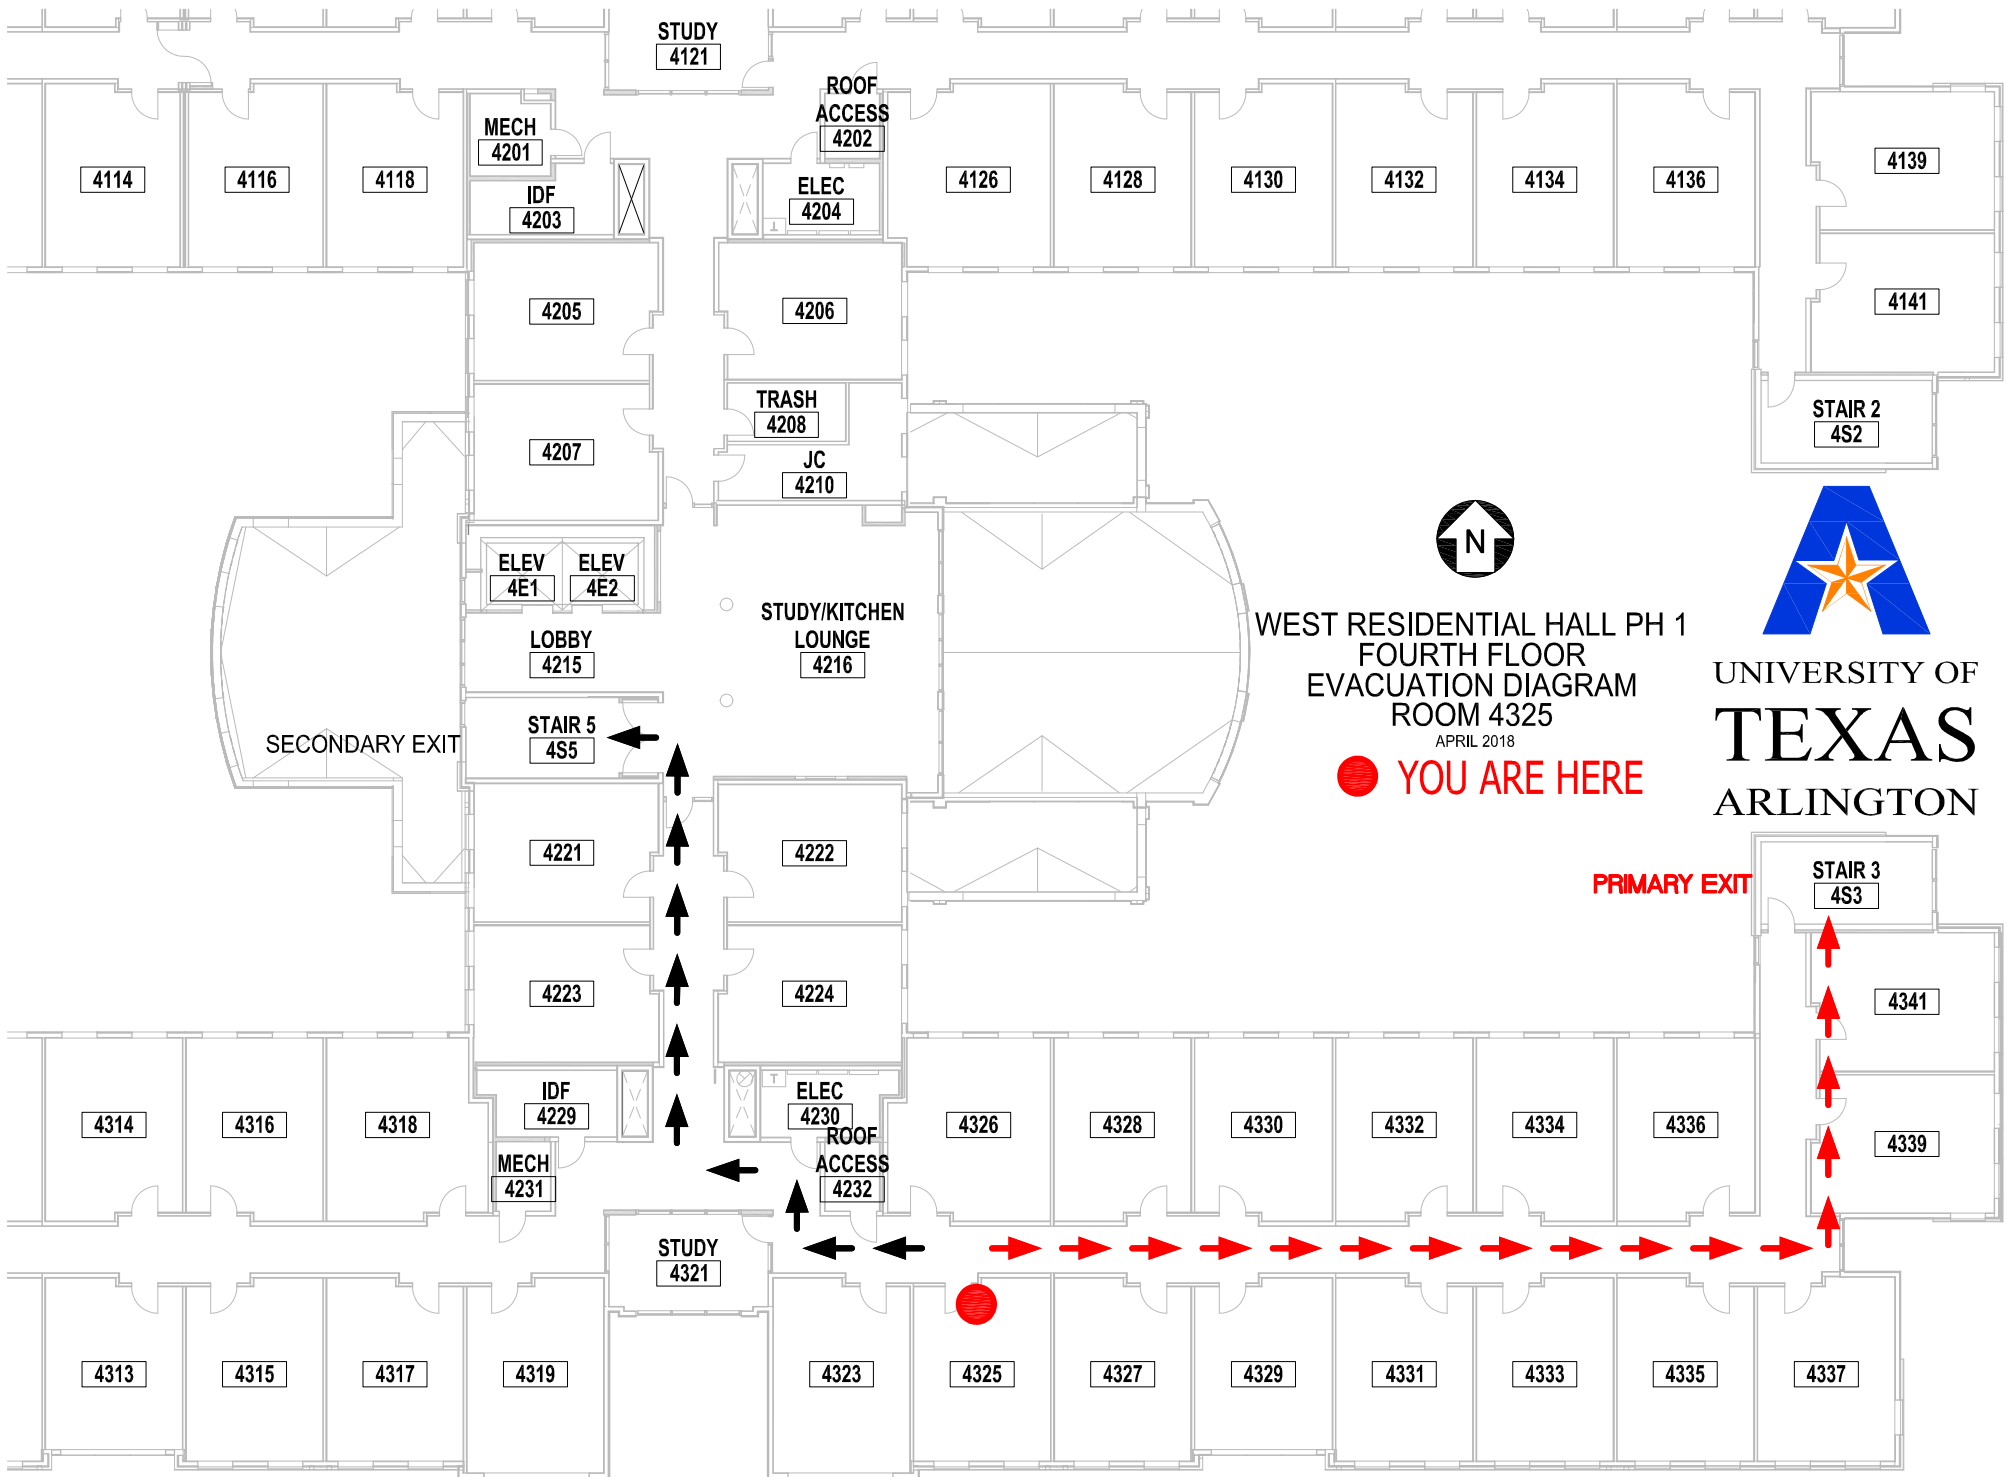 STUDY
4121
ROOF
ACCESS
4202
MECH
4201
4114
4116
4118
IDF
4203
ELEC
4204
T
4126
4128
4130
4132
4134
4136
4139
4141
4205
4206
TRASH
4208
4207
JC
4210
STAIR 2
4S2
ELEV
4E1
ELEV
4E2
LOBBY
4215
STUDY/KITCHEN
LOUNGE
4216
N
WEST RESIDENTIAL HALL PH 1
FOURTH FLOOR
EVACUATION DIAGRAM
ROOM 4325
APRIL 2018
YOU ARE HERE
UNIVERSITY OF
TEXAS
ARLINGTON
SECONDARY EXIT
STAIR 5
4S5
4221
4222
PRIMARY EXIT
STAIR 3
4S3
4223
4224
4341
4339
4314
4316
4318
IDF
4229
T
ELEC
4230
ROOF
ACCESS
4232
MECH
4231
4326
4328
4330
4332
4334
4336
STUDY
4321
4313
4315
4317
4319
4323
4325
4327
4329
4331
4333
4335
4337